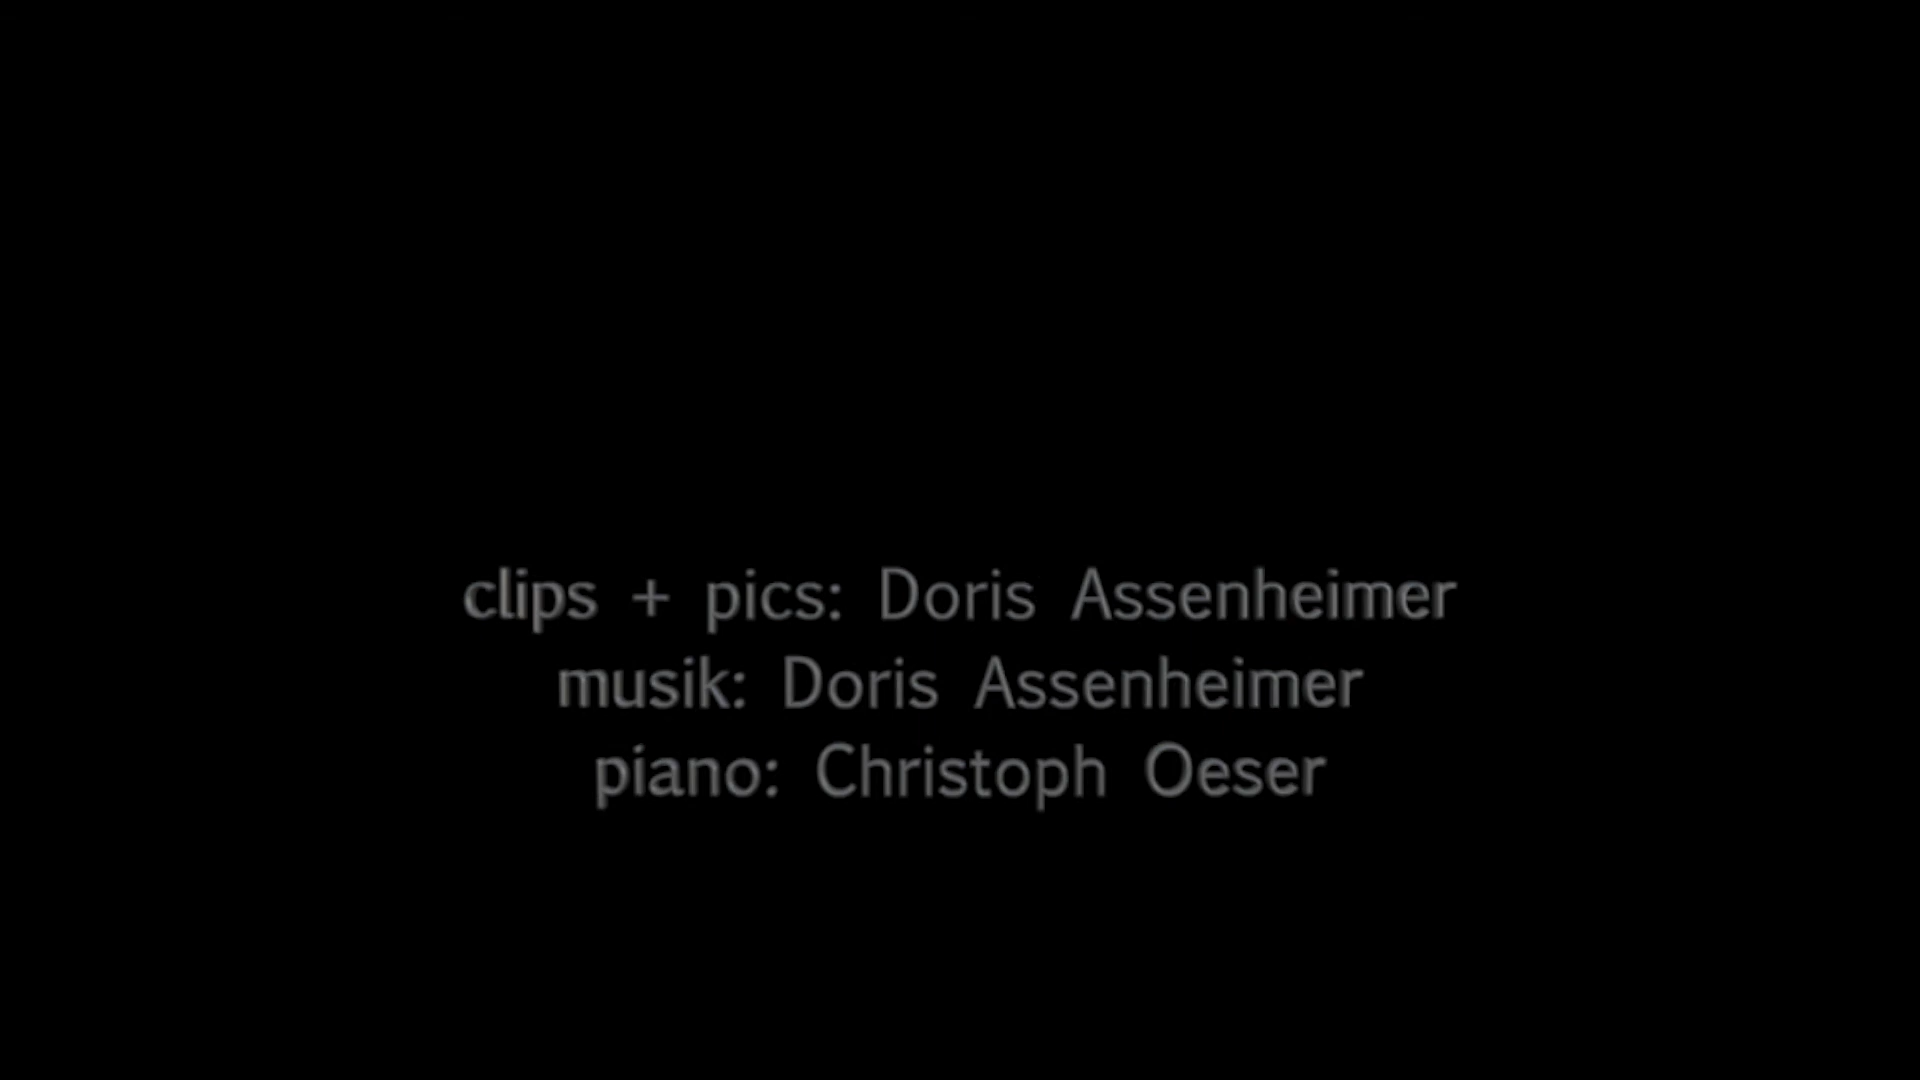 clips + pics: Doris Assenheimer
musik: Doris Assenheimer
piano: Christoph Oeser